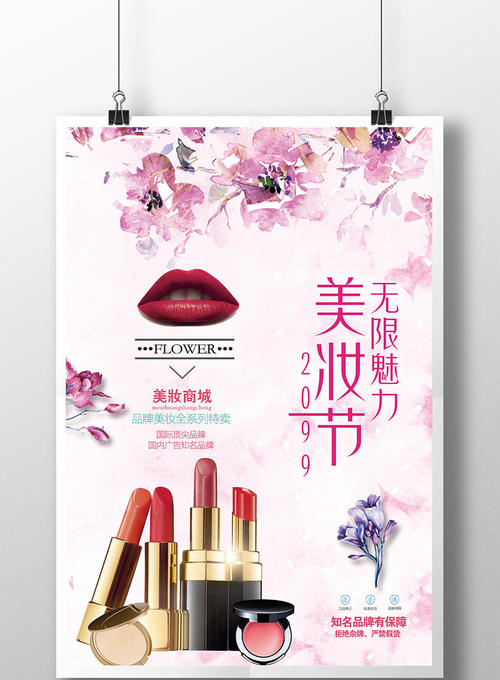 无限魅力
美妆节
2099
•••FLOWER•••
美妝商城
meizhuangshangcheng
品牌美妆全系列特卖
国际顶尖品牌
国内广告知名品牌
正
知名品牌有保障
拒绝杂牌、严禁假货